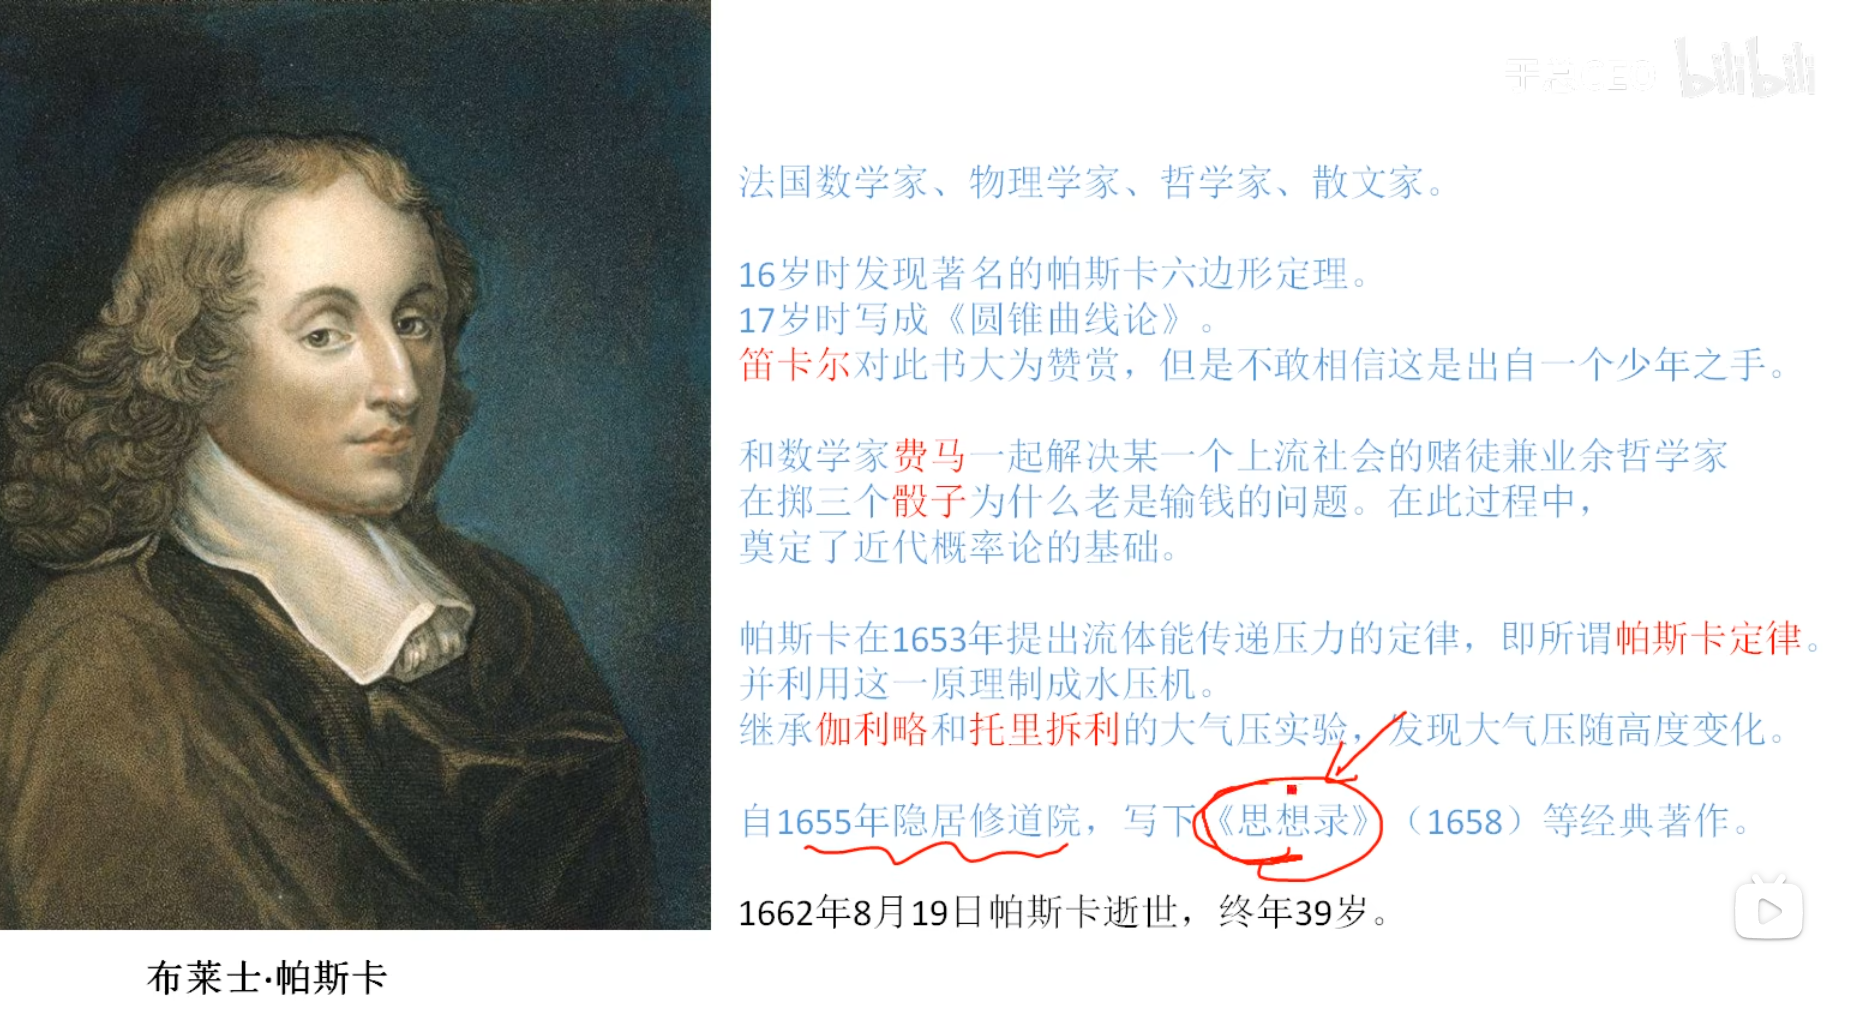 bilibili
法国数学家、物理学家、哲学家、散文家。
16岁时发现著名的帕斯卡六边形定理。
17岁时写成《圆锥曲线论》。
笛卡尔对此书大为赞赏，但是不敢相信这是出自一个少年之手。
和数学家费马一起解决某一个上流社会的赌徒兼业余哲学家
在掷三个骰子为什么老是输钱的问题。在此过程中，
奠定了近代概率论的基础。
帕斯卡在1653年提出流体能传递压力的定律，即所谓帕斯卡定律。
并利用这一原理制成水压机。
继承伽利略和托里拆利的大气压实验，发现大气压随高度变化。
自1655年隐居修道院，写下《思想录》（1658）等经典著作。
1662年8月19日帕斯卡逝世，终年39岁。
布莱士·帕斯卡